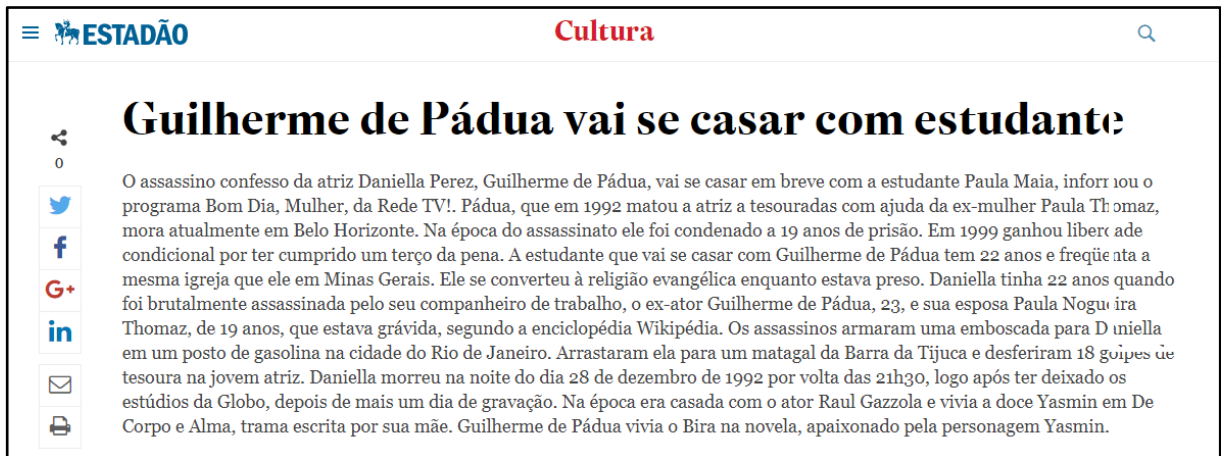 ESTADÃO
Cultura
Guilherme de Pádua vai se casar com estudante
0
O assassino confesso da atriz Daniella Perez, Guilherme de Pádua, vai se casar em breve com a estudante Paula Maia, informou o
programa Bom Dia, Mulher, da Rede TV!. Pádua, que em 1992 matou a atriz a tesouradas com ajuda da ex-mulher Paula Thomaz,
mora atualmente em Belo Horizonte. Na época do assassinato ele foi condenado a 19 anos de prisão. Em 1999 ganhou liberdade
condicional por ter cumprido um terço da pena. A estudante que vai se casar com Guilherme de Pádua tem 22 anos e freqüenta a
mesma igreja que ele em Minas Gerais. Ele se converteu à religião evangélica enquanto estava preso. Daniella tinha 22 anos quando
foi brutalmente assassinada pelo seu companheiro de trabalho, o ex-ator Guilherme de Pádua, 23, e sua esposa Paula Nogueira
Thomaz, de 19 anos, que estava grávida, segundo a enciclopédia Wikipédia. Os assassinos armaram uma emboscada para Daniella
em um posto de gasolina na cidade do Rio de Janeiro. Arrastaram ela para um matagal da Barra da Tijuca e desferiram 18 golpes de
tesoura na jovem atriz. Daniella morreu na noite do dia 28 de dezembro de 1992 por volta das 21h30, logo após ter deixado os
estúdios da Globo, depois de mais um dia de gravação. Na época era casada com o ator Raul Gazzola e vivia a doce Yasmin em De
Corpo e Alma, trama escrita por sua mãe. Guilherme de Pádua vivia o Bira na novela, apaixonado pela personagem Yasmin.
G+
in